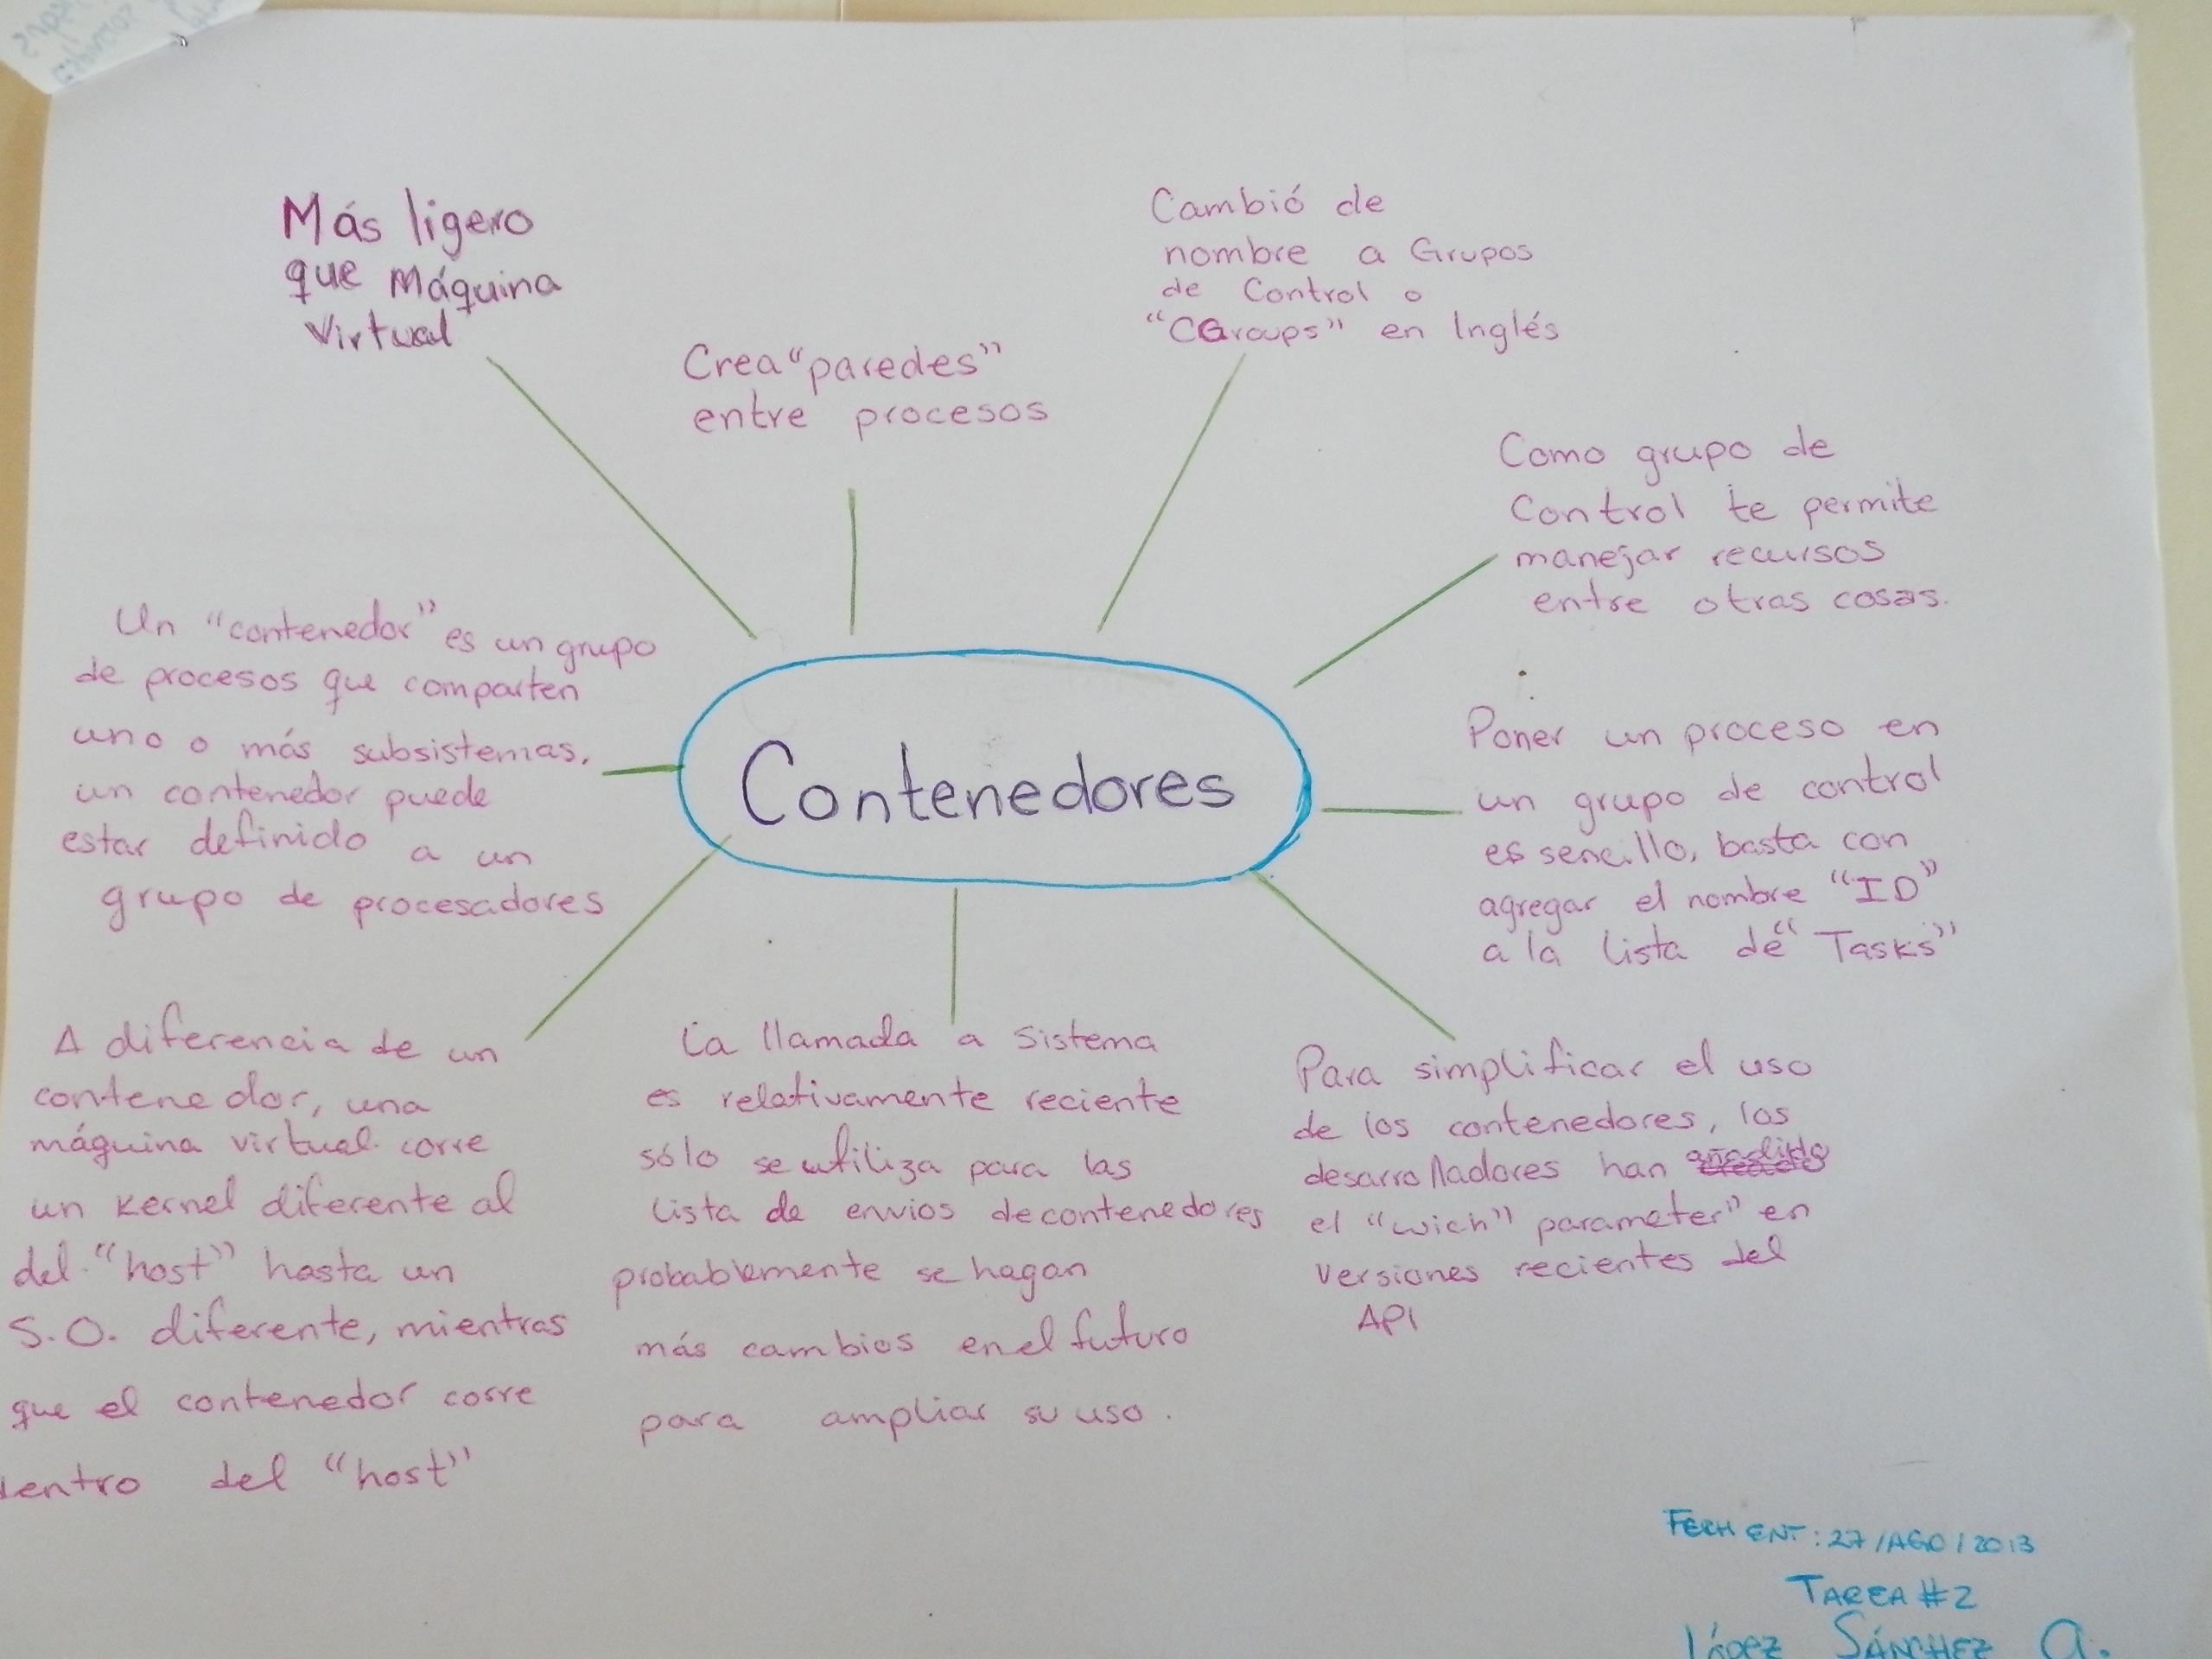 Más ligero
que Máquina
Virtual
Crea "paredes"
entre procesos
Cambió de
nombre a Grupos
de Control o
"CGroups" en Inglés
Como grupo de
Control te permite
manejar recursos
entre otras cosas.
Un "contenedor" es un grupo
de procesos que comparten
uno o más subsistemas,
un contenedor puede
estar definido a un
grupo de procesadores
Contenedores
Poner un proceso en
un grupo de control
es sencillo, basta con
agregar el nombre "ID"
a la lista de "Tasks"
A diferencia de un
contenedor, una
máquina virtual corre
un kernel diferente al
del "host" hasta un
S.O. diferente, mientras
que el contenedor corre
dentro del "host"
La llamada a Sistema
es relativamente reciente
sólo se utiliza para las
lista de envios de contenedores
probablemente se hagan
más cambios en el futuro
para ampliar su uso.
Para simplificar el uso
de los contenedores, los
desarrolladores han añadido
el "wich" parameter" en
versiones recientes del
API
FECH ENT: 27/AGO/2013
TAREA #2
LÓPEZ SÁNCHEZ A.